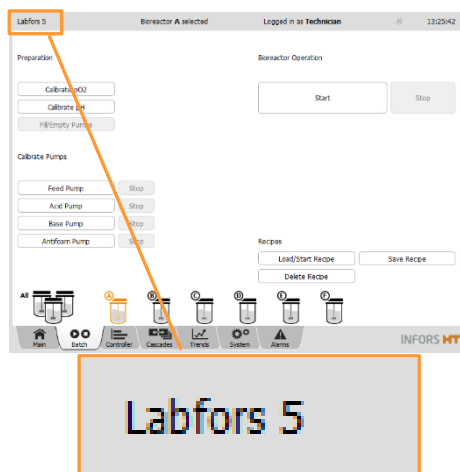 Labfors 5 Bioreactor A selected Logged in as Technician 13:25:42
Preparation Bioreactor Operation
Calibrate pO2
Start Stop
Calibrate pH
Fill/Empty Pumps
Calibrate Pumps
Feed Pump Stop
Acid Pump Stop
Base Pump Stop
Antifoam Pump Stop
Recipes
Load/Start Recipe Save Recipe
Delete Recipe
All A B C D E F
Main Batch Controller Cascades Trends System Alarms INFORS HT
Labfors 5